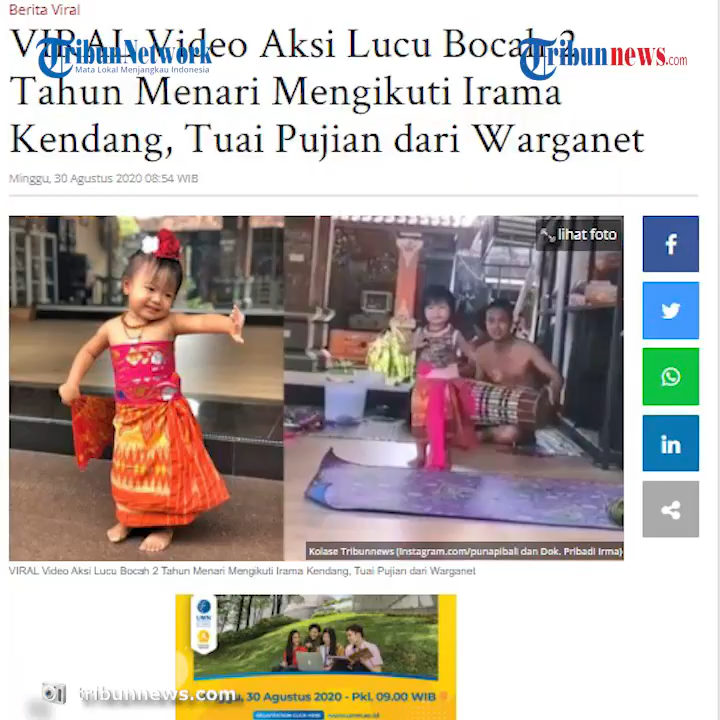 Berita Viral
VIRAL Video Aksi Lucu Bocah 2
Tribun Network
Mata Lokal Menjangkau Indonesia
Tribunnews.com
Tahun Menari Mengikuti Irama
Kendang, Tuai Pujian dari Warganet
Minggu, 30 Agustus 2020 08:54 WIB
lihat foto
Kolase Tribunnews (Instagram.com/punapibali dan Dok. Pribadi Irma)
VIRAL Video Aksi Lucu Bocah 2 Tahun Menari Mengikuti Irama Kendang, Tuai Pujian dari Warganet
UMN
30 Agustus 2020 - Pkl. 09.00 WIB
tribunnews.com